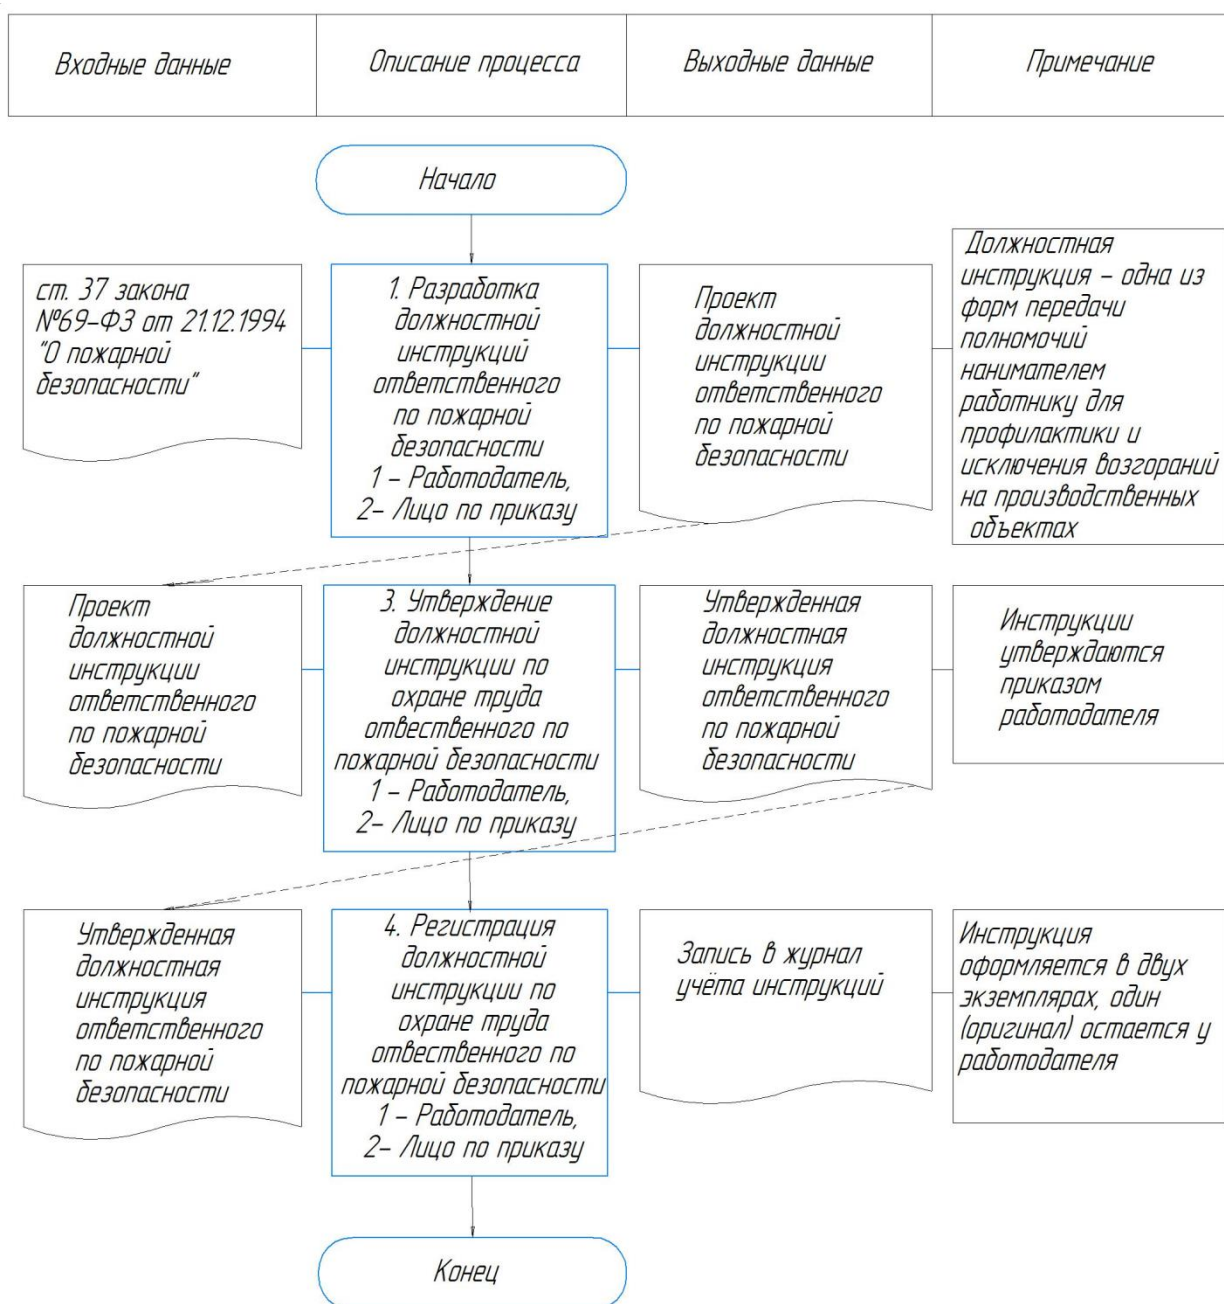 Входные данные
Описание процесса
Выходные данные
Примечание
Начало
ст. 37 закона
№69-ФЗ от 21.12.1994
"О пожарной
безопасности"
1. Разработка
должностной
инструкций
ответственного
по пожарной
безопасности
1 - Работодатель,
2- Лицо по приказу
Проект
должностной
инструкции
ответственного
по пожарной
безопасности
Должностная
инструкция - одна из
форм передачи
полномочий
нанимателем
работнику для
профилактики и
исключения возгораний
на производственных
объектах
Проект
должностной
инструкции
ответственного
по пожарной
безопасности
3. Утверждение
должностной
инструкции по
охране труда
отвественного по
пожарной безопасности
1 - Работодатель,
2- Лицо по приказу
Утвержденная
должностная
инструкция
ответственного
по пожарной
безопасности
Инструкции
утверждаются
приказом
работодателя
Утвержденная
должностная
инструкция
ответственного
по пожарной
безопасности
4. Регистрация
должностной
инструкции по
охране труда
отвественного по
пожарной безопасности
1 - Работодатель,
2- Лицо по приказу
Запись в журнал
учёта инструкций
Инструкция
оформляется в двух
экземплярах, один
(оригинал) остается у
работодателя
Конец